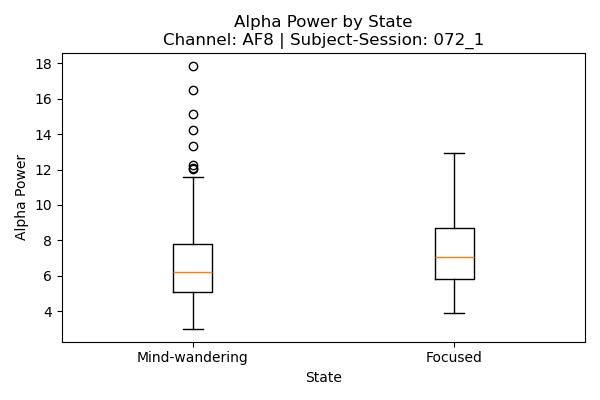 Alpha Power by State
Channel: AF8 | Subject-Session: 072_1
Alpha Power
18
16
14
12
10
8
6
4
Mind-wandering
Focused
State